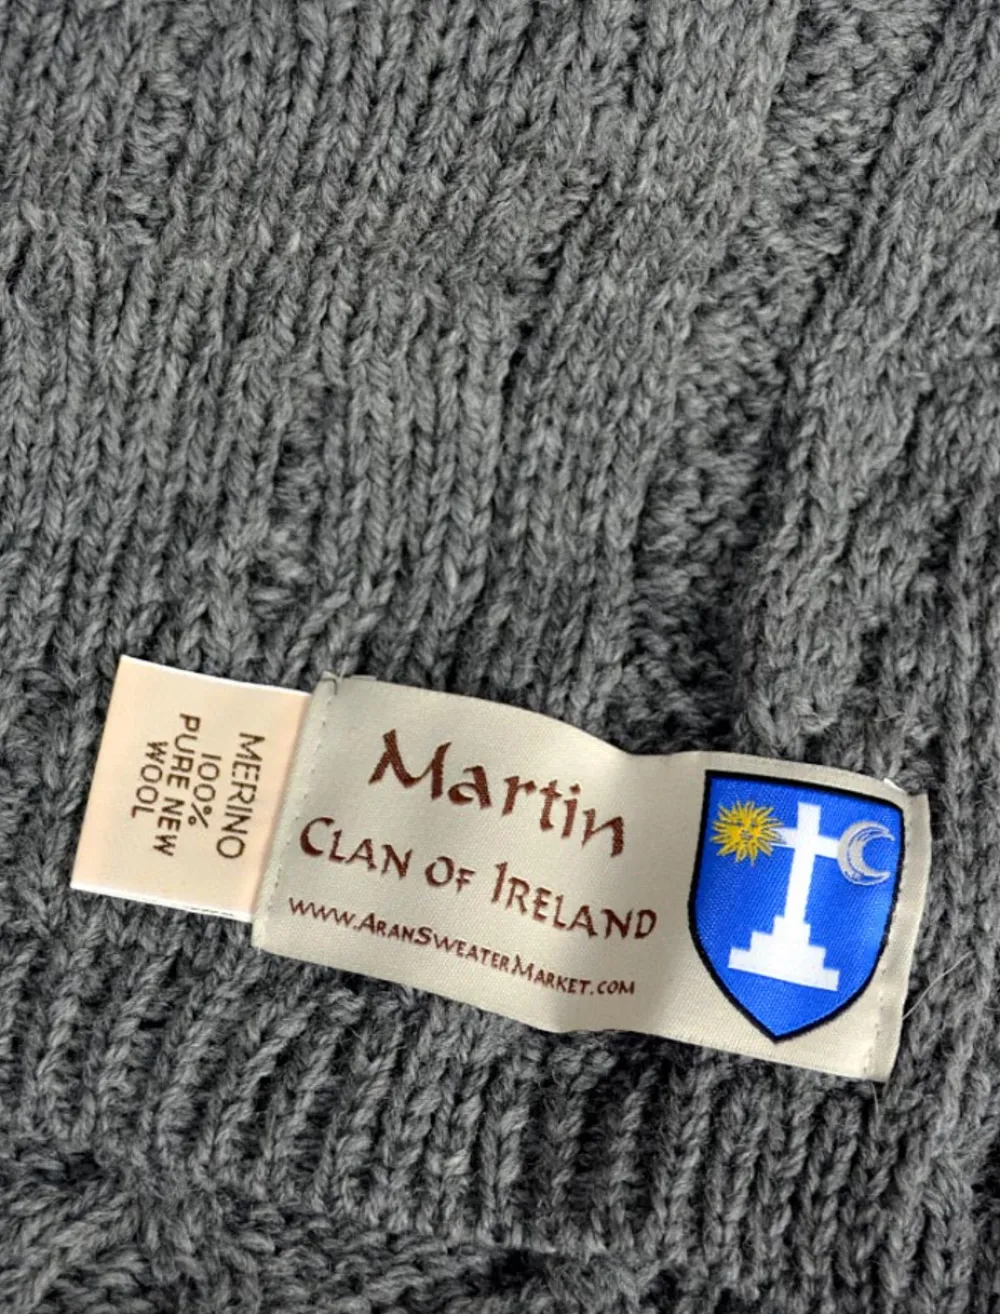 MERINO
100%
PURE NEW
WOOL
Martin
CLAN OF IRELAND
WWW.ARANSWEATERMARKET.COM